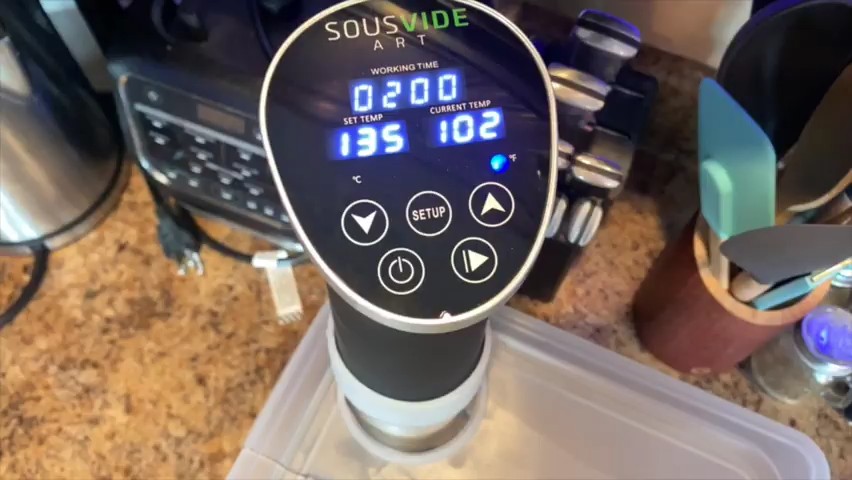 SOUSVIDE
ART
WORKING TIME
0200
SET TEMP CURRENT TEMP
135 102
°F
°C
SETUP